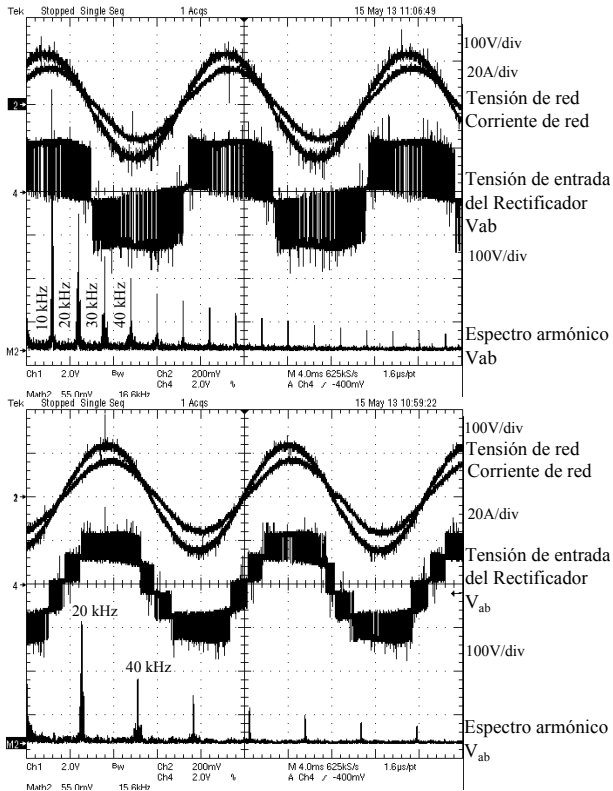 Tek Stopped Single Seq 1 Acqs 15 May 13 11:06:49
100V/div
20A/div
Tensión de red
Corriente de red
2
Tensión de entrada
del Rectificador
Vab
4
100V/div
10 kHz
20 kHz
30 kHz
40 kHz
Espectro armónico
Vab
M2
Ch1 2.0V Bw Ch2 200mV M 4.0ms 625kS/s 1.6µs/pt
Ch4 2.0V A Ch4 -400mV
Math2 55.0mV 16.6kHz
Tek Stopped Single Seq 1 Acqs 15 May 13 10:59:22
100V/div
Tensión de red
Corriente de red
2
20A/div
Tensión de entrada
del Rectificador
Vab
4
20 kHz
100V/div
40 kHz
Espectro armónico
Vab
M2
Ch1 2.0V Bw Ch2 200mV M 4.0ms 625kS/s 1.6µs/pt
Ch4 2.0V A Ch4 -400mV
Math2 55.0mV 15.6kHz